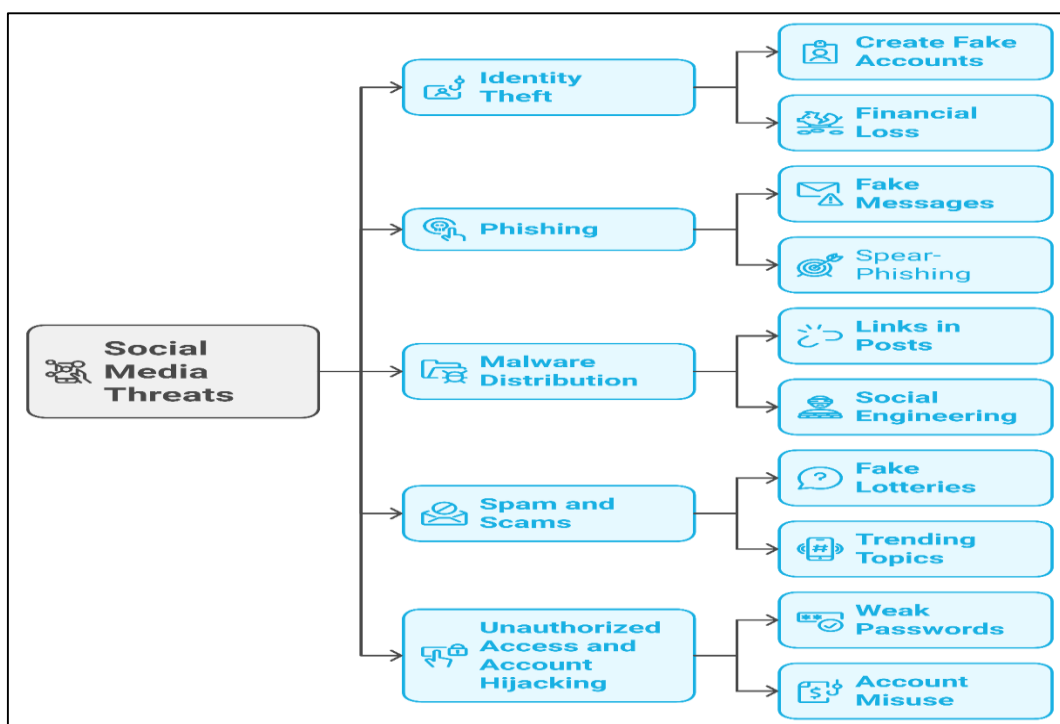 Social
Media
Threats
Identity
Theft
Create Fake
Accounts
Financial
Loss
Phishing
Fake
Messages
Spear-
Phishing
Malware
Distribution
Links in
Posts
Social
Engineering
Spam and
Scams
Fake
Lotteries
Trending
Topics
Unauthorized
Access and
Account
Hijacking
Weak
Passwords
Account
Misuse